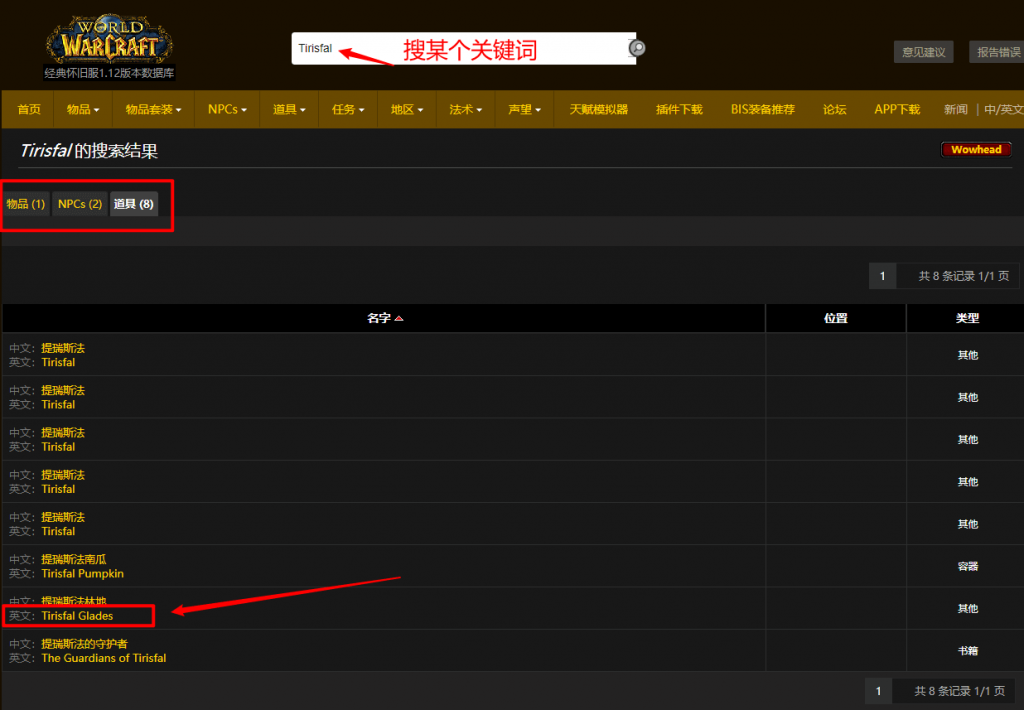 WORLD
WARCRAFT
经典怀旧服1.12版本数据库
Tirisfal
搜某个关键词
意见建议
报告错误
首页 物品 物品套装 NPCs 道具 任务 地区 法术 声望 天赋模拟器 插件下载 BIS装备推荐 论坛 APP下载 新闻 | 中/英文
Tirisfal 的搜索结果
Wowhead
物品 (1) NPCs (2) 道具 (8)
1 共 8 条记录 1/1 页
名字 位置 类型
中文: 提瑞斯法
英文: Tirisfal
其他
中文: 提瑞斯法
英文: Tirisfal
其他
中文: 提瑞斯法
英文: Tirisfal
其他
中文: 提瑞斯法
英文: Tirisfal
其他
中文: 提瑞斯法
英文: Tirisfal
其他
中文: 提瑞斯法南瓜
英文: Tirisfal Pumpkin
容器
中文: 提瑞斯法林地
英文: Tirisfal Glades
其他
中文: 提瑞斯法的守护者
英文: The Guardians of Tirisfal
书籍
1 共 8 条记录 1/1 页